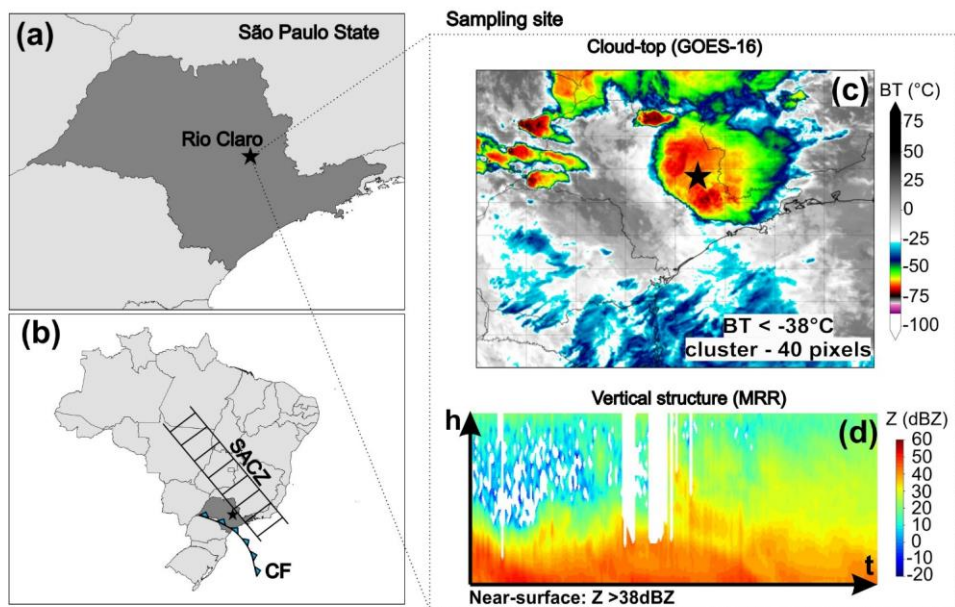 (a)
São Paulo State
Rio Claro
(b)
SACZ
CF
Sampling site
Cloud-top (GOES-16)
(c)
BT (°C)
75
50
25
0
-25
-50
-75
-100
BT < -38°C
cluster - 40 pixels
Vertical structure (MRR)
h
(d)
t
Z (dBZ)
60
50
40
30
20
10
0
-10
-20
Near-surface: Z >38dBZ